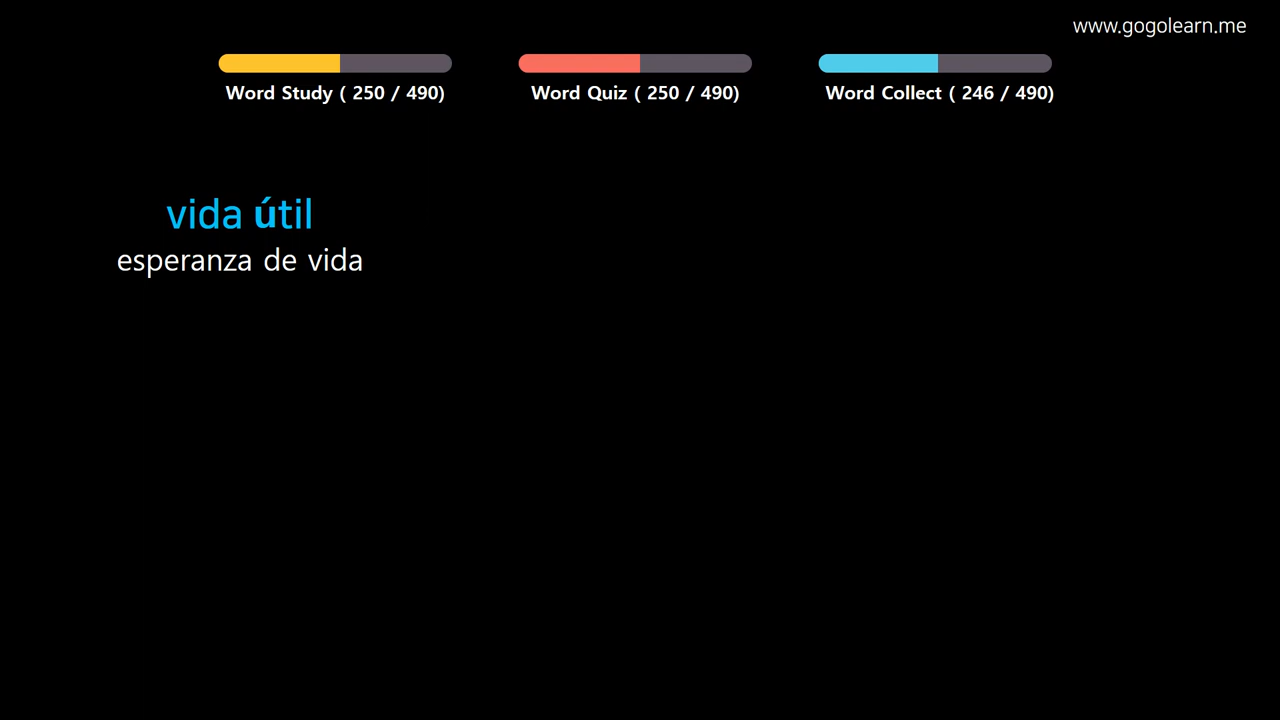 www.gogolearn.me
Word Study ( 250 / 490)
Word Quiz ( 250 / 490)
Word Collect ( 246 / 490)
vida útil
esperanza de vida